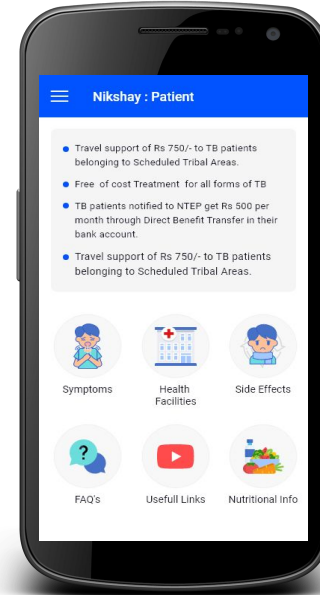 Nikshay : Patient
Travel support of Rs 750/- to TB patients
belonging to Scheduled Tribal Areas.
Free of cost Treatment for all forms of TB
TB patients notified to NTEP get Rs 500 per
month through Direct Benefit Transfer in their
bank account.
Travel support of Rs 750/- to TB patients
belonging to Scheduled Tribal Areas.
Symptoms
Health
Facilities
Side Effects
?
FAQ's
Usefull Links
Nutritional Info